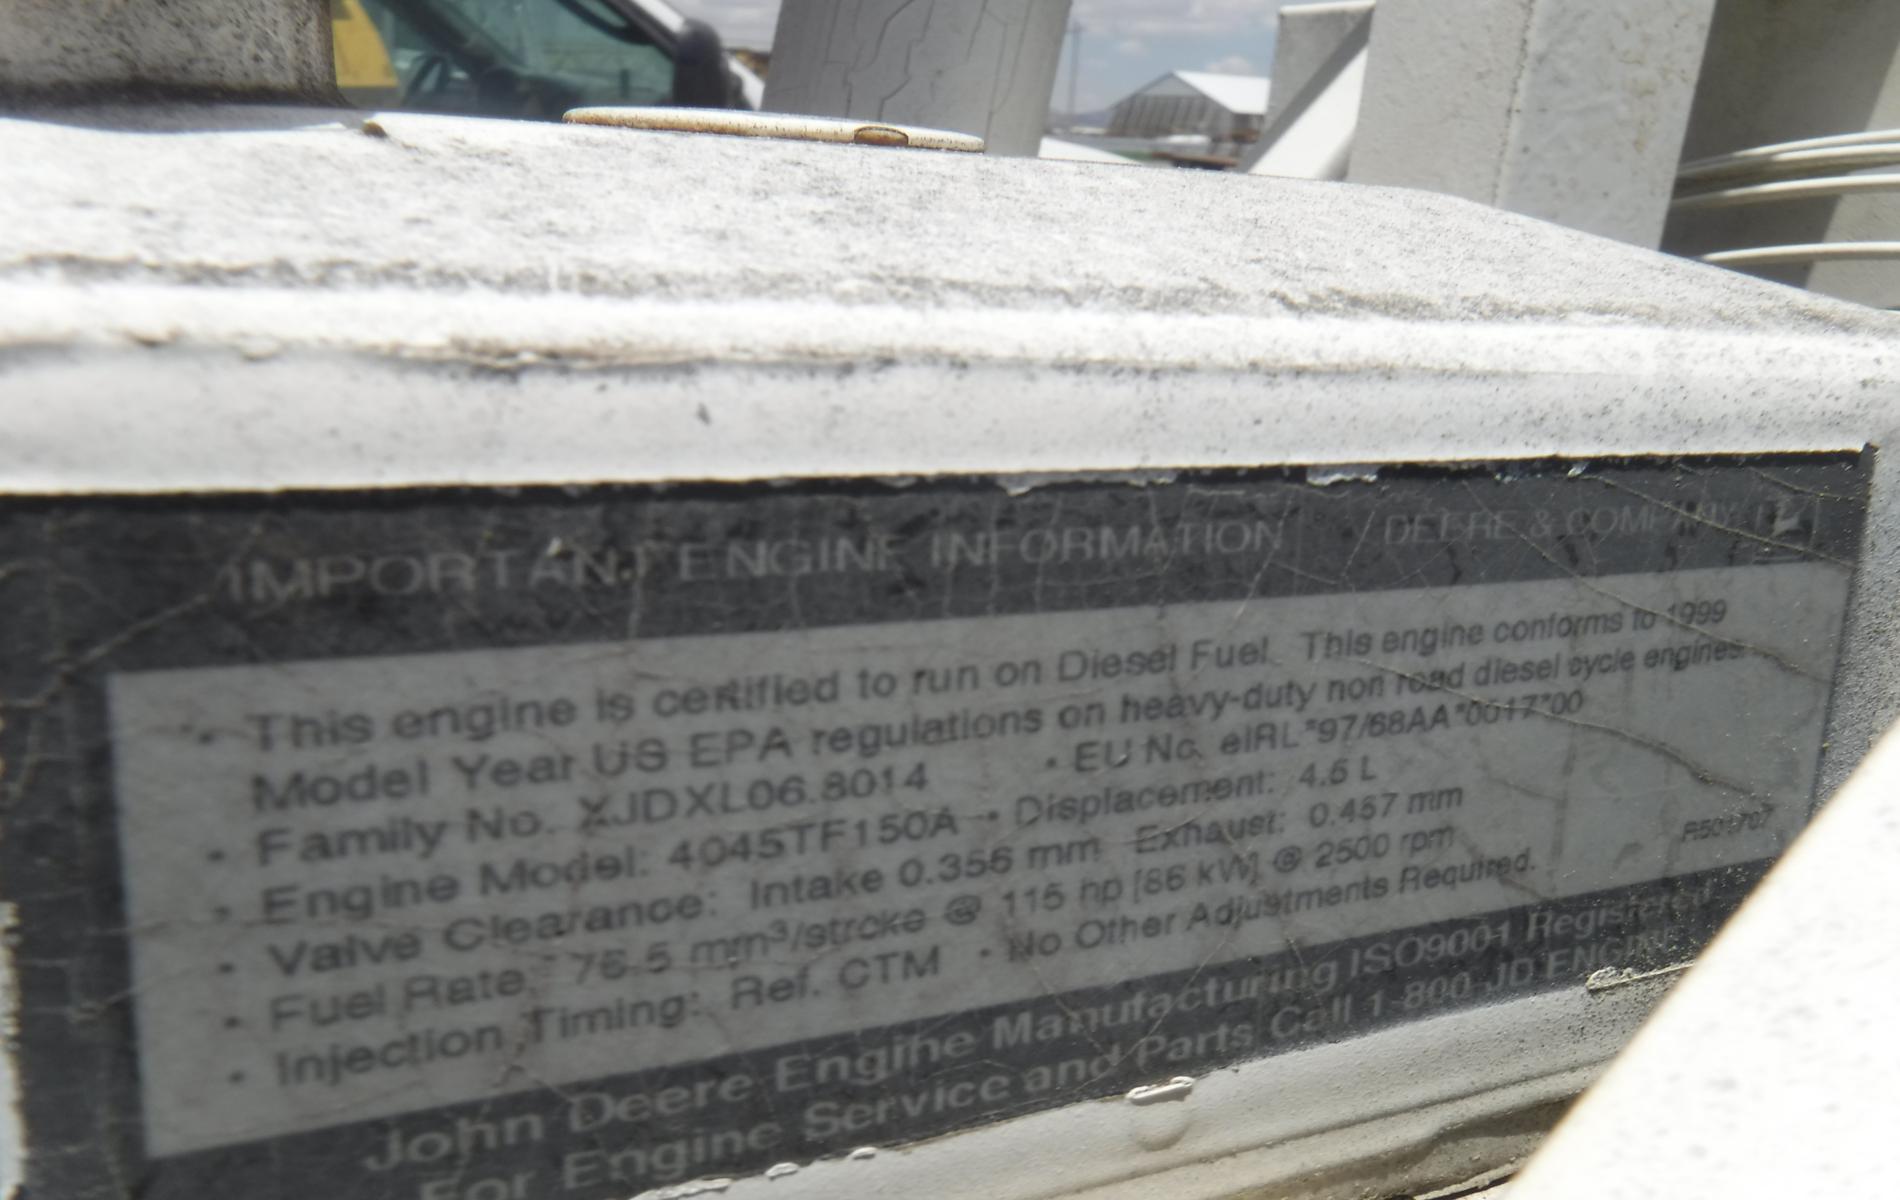 IMPORTANT ENGINE INFORMATION DEERE & COMPANY
• This engine is certified to run on Diesel Fuel. This engine conforms to 1999
Model Year US EPA regulations on heavy-duty non road diesel cycle engines.
• Family No. XJDXL06.8014 • EU No. eIRL*97/68AA*0017*00
• Engine Model: 4045TF150A • Displacement: 4.5 L
• Valve Clearance: Intake 0.356 mm Exhaust: 0.457 mm
• Fuel Rate: 76.5 mm³/stroke @ 115 hp [86 kW] @ 2500 rpm
• Injection Timing: Ref. CTM • No Other Adjustments Required.
John Deere Engine Manufacturing ISO9001 Registered
For Engine Service and Parts Call 1-800-JD ENGINE